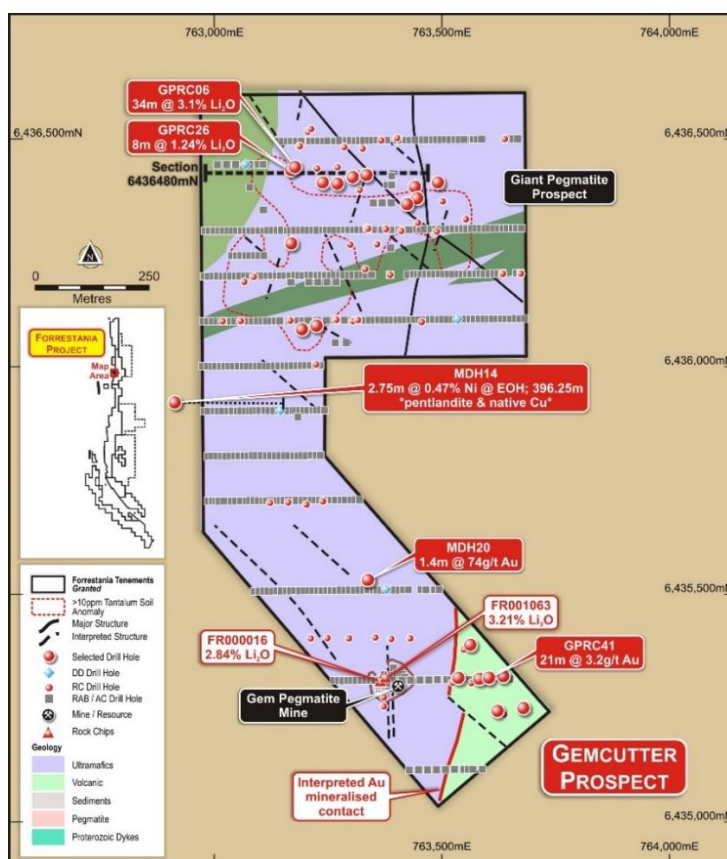 763,000mE
763,500mE
764,000mE
GPRC06
34m @ 3.1% Li₂O
6,436,500mN
6,436,500mN
GPRC26
8m @ 1.24% Li₂O
Section
6436480mN
Giant Pegmatite
Prospect
N
0
250
Metres
FORRESTANIA
PROJECT
Map
Area
6,436,000mN
MDH14
2.75m @ 0.47% Ni @ EOH; 396.25m
*pentlandite & native Cu*
MDH20
1.4m @ 74g/t Au
6,435,500mN
FR001063
3.21% Li₂O
FR000016
2.84% Li₂O
GPRC41
21m @ 3.2g/t Au
Gem Pegmatite
Mine
GEMCUTTER
PROSPECT
Interpreted Au
mineralised
contact
6,435,000mN
763,500mE
764,000mE
Forrestania Tenements
Granted
>10ppm Tantalum Soil
Anomaly
Major Structure
Interpreted Structure
Selected Drill Hole
DD Drill Hole
RC Drill Hole
RAB / AC Drill Hole
Mine / Resource
Rock Chips
Geology
Ultramafics
Volcanic
Sediments
Pegmatite
Proterozoic Dykes